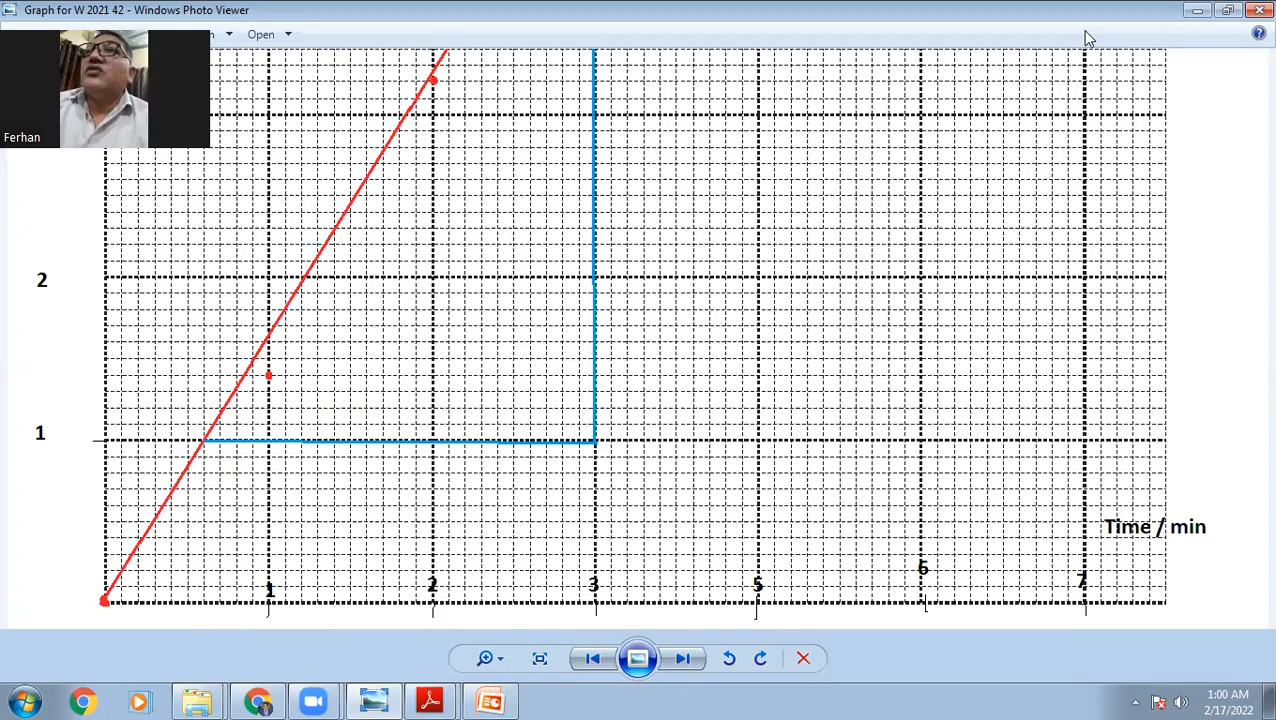 Graph for W 2021 42 - Windows Photo Viewer
Open
Ferhan
2
1
Time / min
1 2 3 5 6 7
1:00 AM
2/17/2022